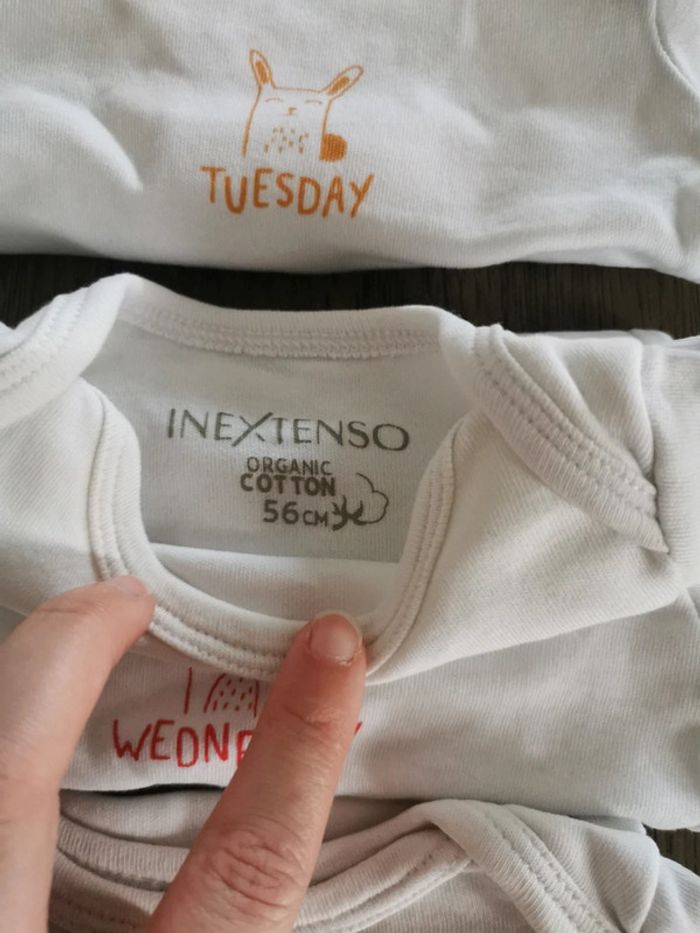 TUESDAY
INEXTENSO
ORGANIC
COTTON
56CM